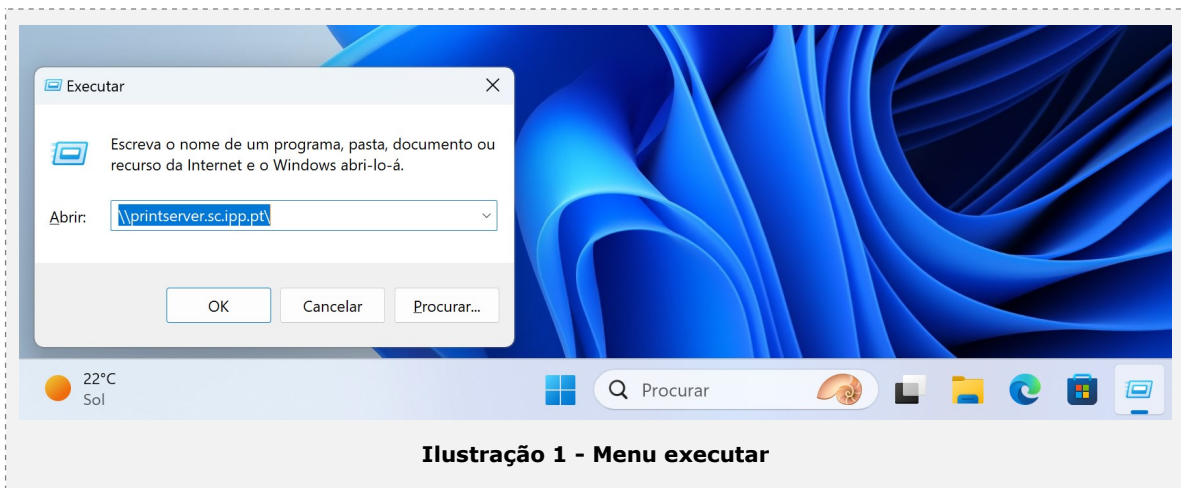 Executar
Escreva o nome de um programa, pasta, documento ou
recurso da Internet e o Windows abri-lo-á.
Abrir:
\\printserver.sc.ipp.pt\
OK
Cancelar
Procurar...
22°C
Sol
Procurar
Ilustração 1 - Menu executar